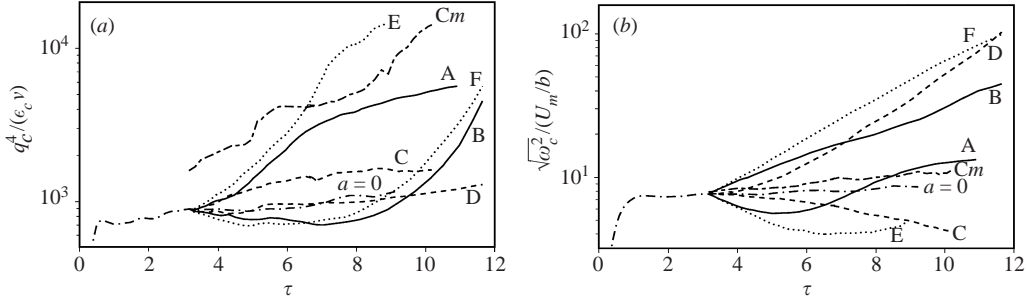 (a)
10^4
10^3
q_c^4/(ϵ_c ν)
E
Cm
A
F
B
C
a = 0
D
0 2 4 6 8 10 12
τ
(b)
10^2
10^1
√ω_c^2/(U_m/b)
F
D
B
A
Cm
a = 0
E
C
0 2 4 6 8 10 12
τ